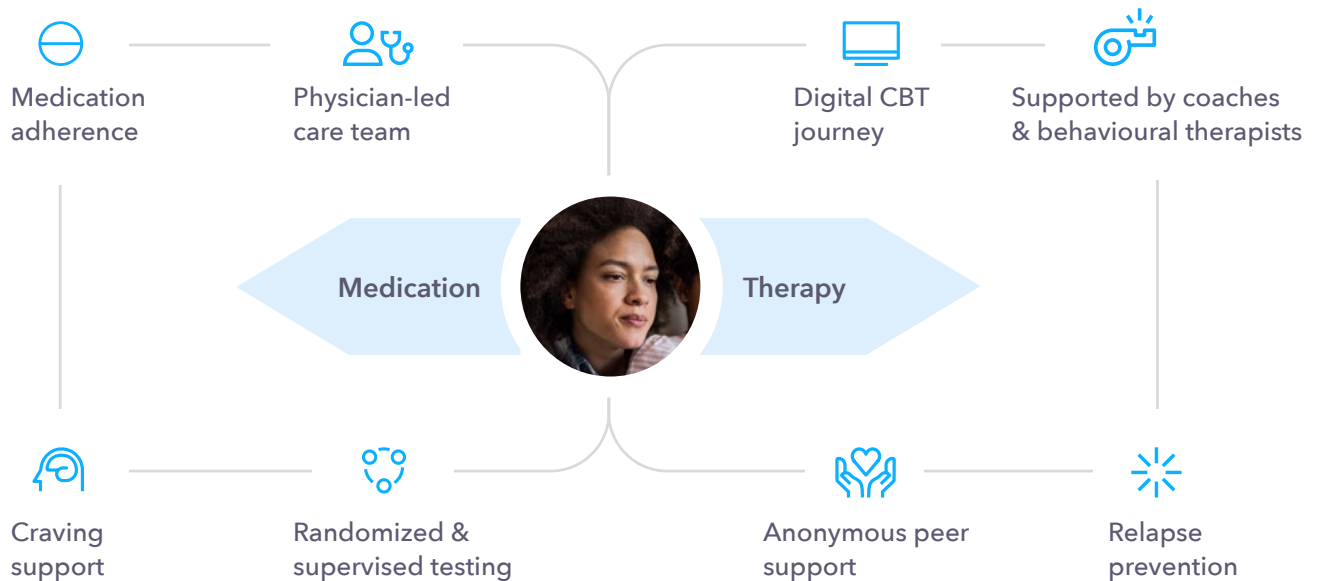 Medication
adherence
Physician-led
care team
Digital CBT
journey
Supported by coaches
& behavioural therapists
Medication
Therapy
Craving
support
Randomized &
supervised testing
Anonymous peer
support
Relapse
prevention